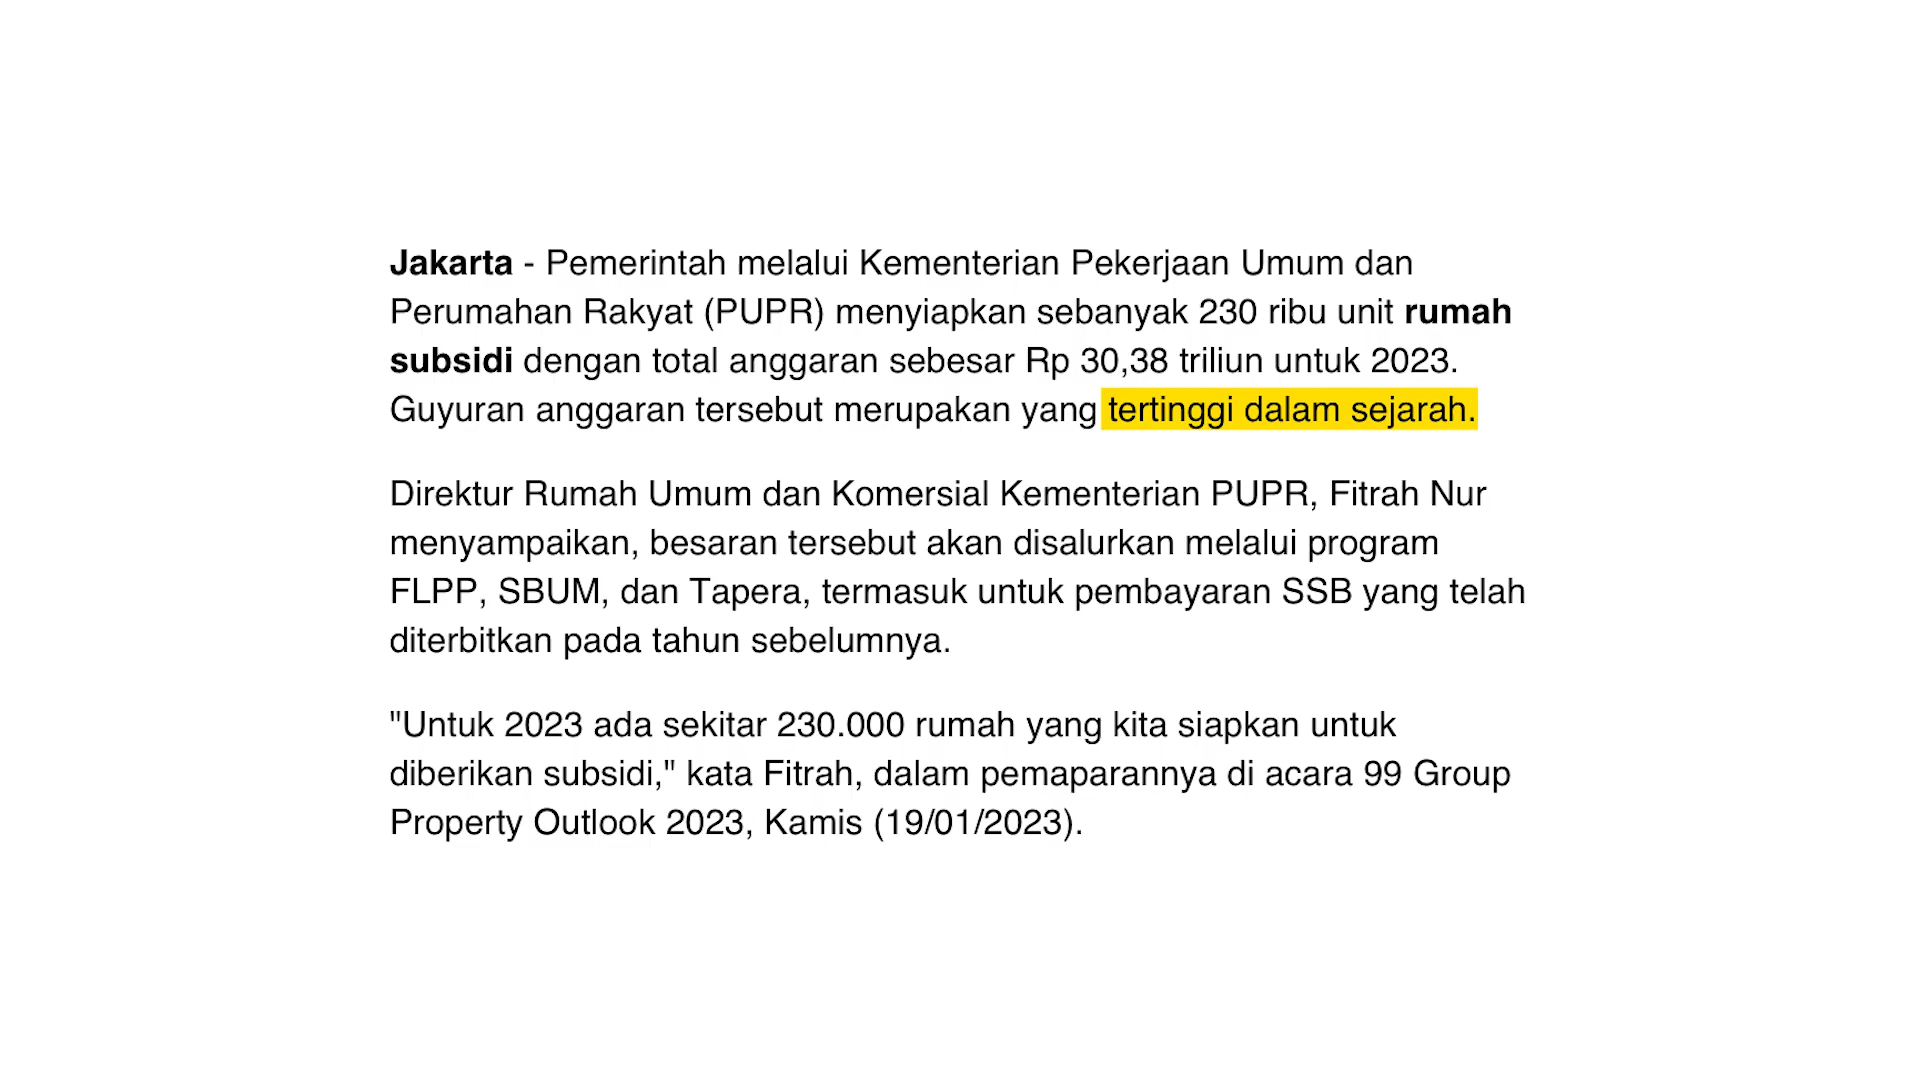 Jakarta - Pemerintah melalui Kementerian Pekerjaan Umum dan
Perumahan Rakyat (PUPR) menyiapkan sebanyak 230 ribu unit rumah
subsidi dengan total anggaran sebesar Rp 30,38 triliun untuk 2023.
Guyuran anggaran tersebut merupakan yang tertinggi dalam sejarah.
Direktur Rumah Umum dan Komersial Kementerian PUPR, Fitrah Nur
menyampaikan, besaran tersebut akan disalurkan melalui program
FLPP, SBUM, dan Tapera, termasuk untuk pembayaran SSB yang telah
diterbitkan pada tahun sebelumnya.
"Untuk 2023 ada sekitar 230.000 rumah yang kita siapkan untuk
diberikan subsidi," kata Fitrah, dalam pemaparannya di acara 99 Group
Property Outlook 2023, Kamis (19/01/2023).